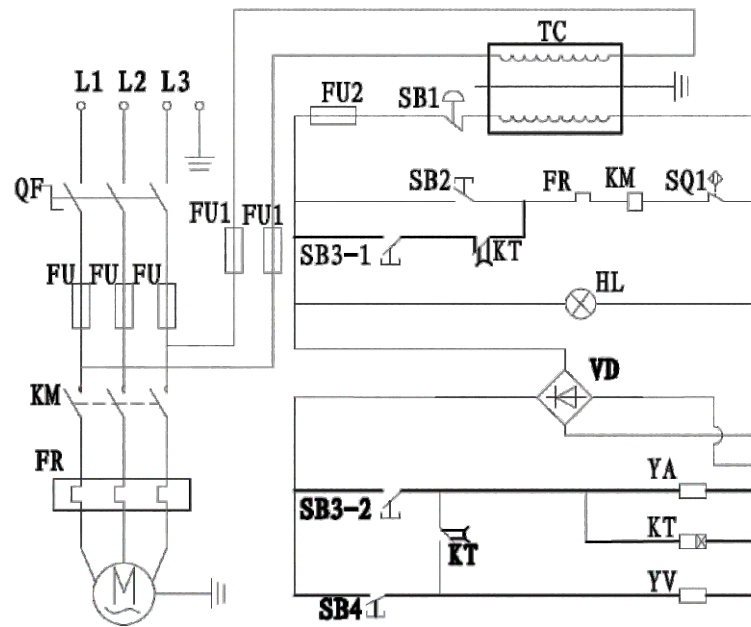 TC
L1 L2 L3
FU2 SB1
QF
SB2 FR KM SQ1
FU1 FU1
SB3-1 KT
FU FU FU
HL
KM
VD
FR
YA
SB3-2
KT
KT
M
YV
SB4